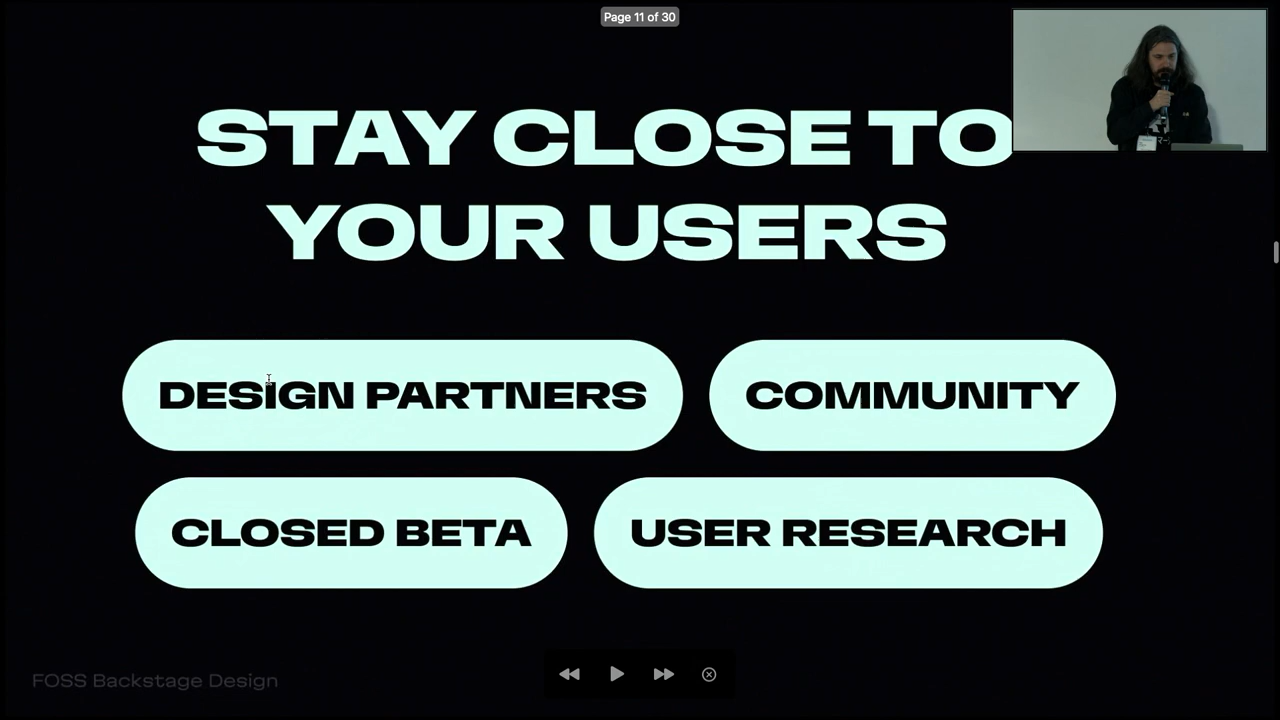 Page 11 of 30
STAY CLOSE TO
YOUR USERS
DESIGN PARTNERS
COMMUNITY
CLOSED BETA
USER RESEARCH
FOSS Backstage Design